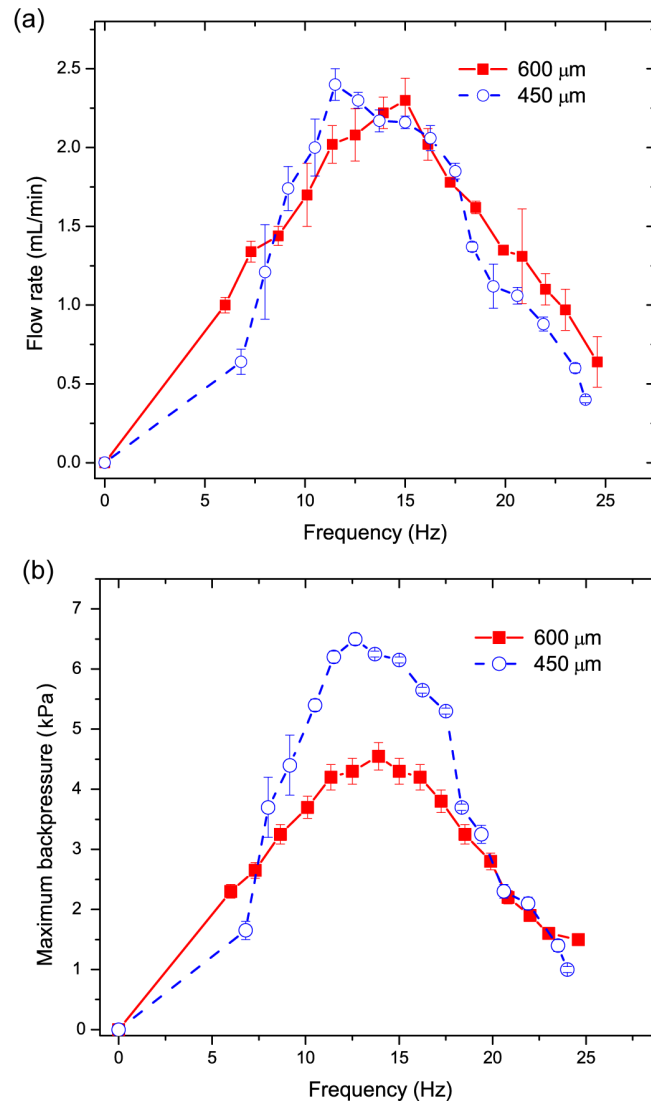 (a)
600 μm
450 μm
2.5
2.0
1.5
1.0
0.5
0.0
Flow rate (mL/min)
0 5 10 15 20 25
Frequency (Hz)
(b)
600 μm
450 μm
7
6
5
4
3
2
1
0
Maximum backpressure (kPa)
0 5 10 15 20 25
Frequency (Hz)